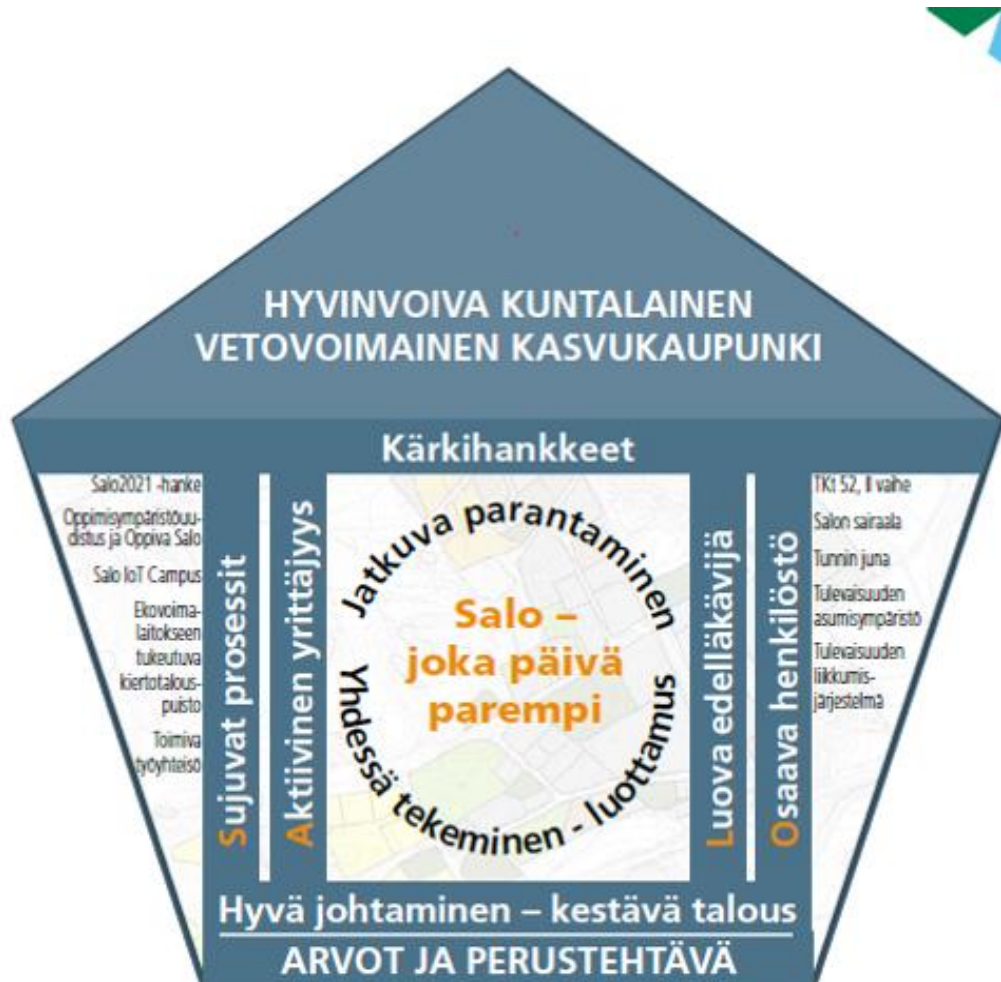 HYVINVOIVA KUNTALAINEN
VETOVOIMAINEN KASVUKAUPUNKI
Kärkihankkeet
Salo2021 -hanke
Oppimisympäristöuu-
distus ja Oppiva Salo
Salo IoT Campus
Ekovoima-
laitokseen
tukeutuva
kiertotalous-
puisto
Toimiva
työyhteisö
Sujuvat prosessit
Aktiivinen yrittäjyys
Jatkuva parantaminen
Salo –
joka päivä
parempi
Yhdessä tekeminen - luottamus
Luova edelläkävijä
Osaava henkilöstö
TKt 52, II vaihe
Salon sairaala
Tunnin juna
Tulevaisuuden
asumisympäristö
Tulevaisuuden
liikkumis-
järjestelmä
Hyvä johtaminen – kestävä talous
ARVOT JA PERUSTEHTÄVÄ